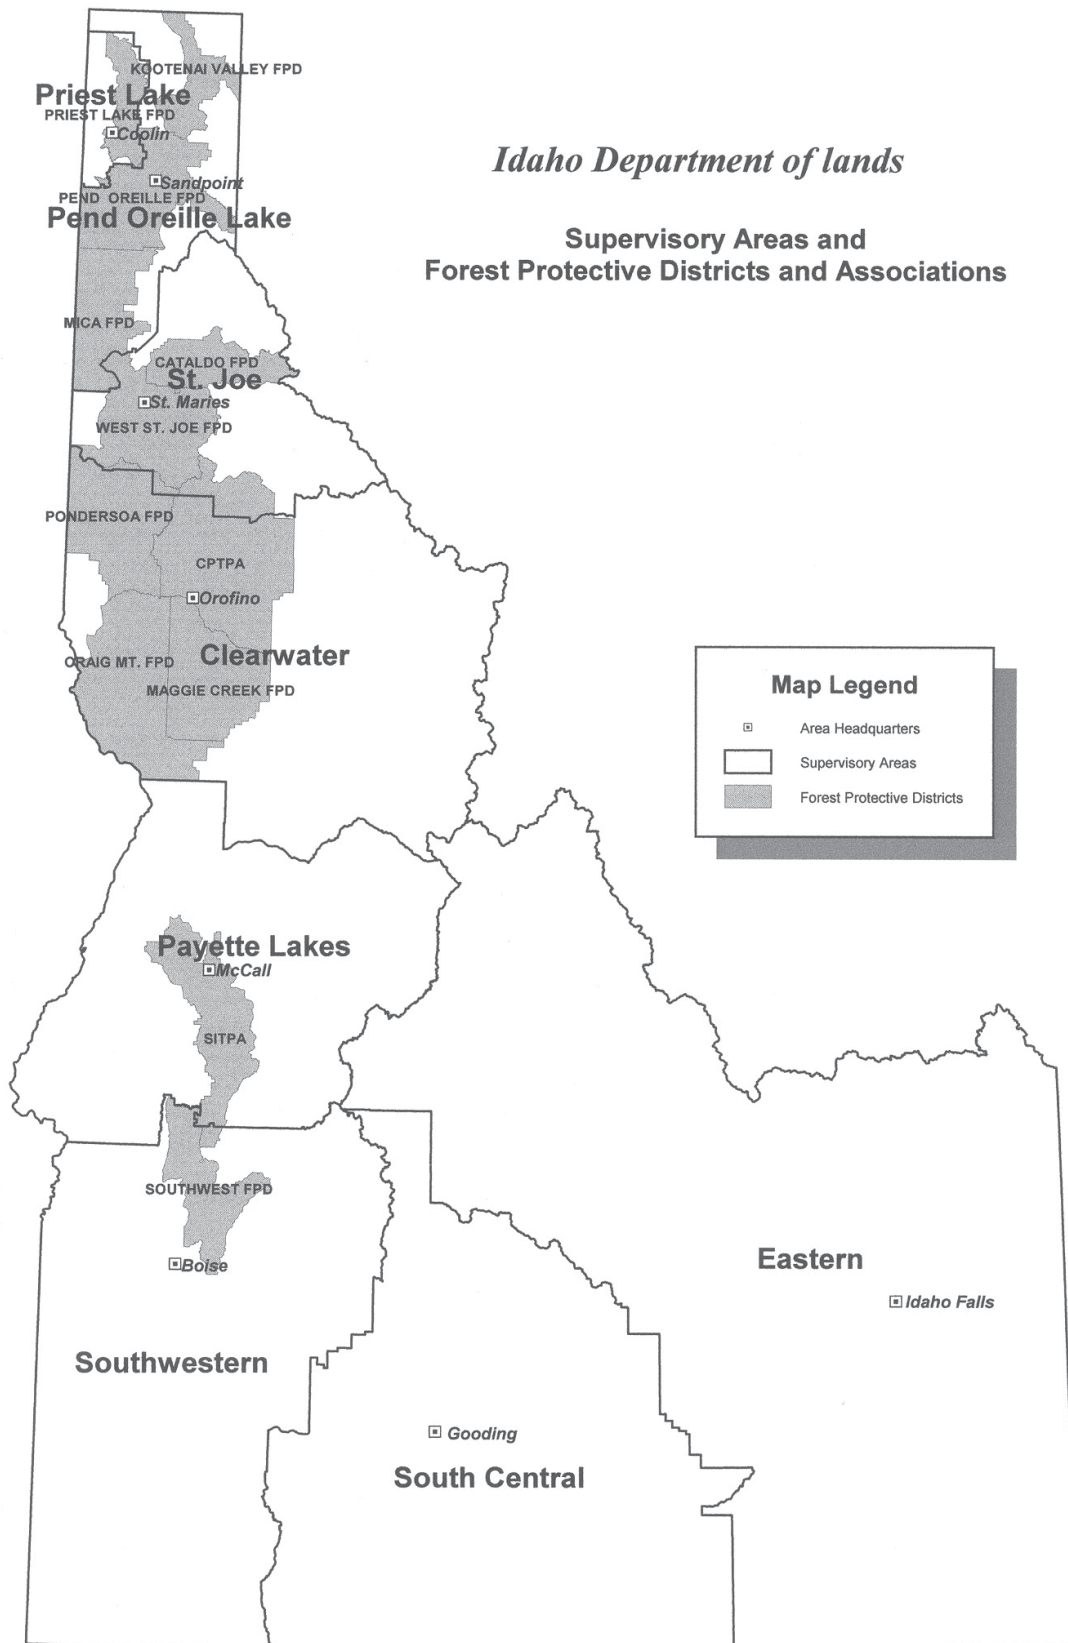 KOOTENAI VALLEY FPD
Priest Lake
PRIEST LAKE FPD
Coolin
Idaho Department of lands
Sandpoint
PEND OREILLE FPD
Pend Oreille Lake
Supervisory Areas and
Forest Protective Districts and Associations
MICA FPD
CATALDO FPD
St. Joe
St. Maries
WEST ST. JOE FPD
PONDERSOA FPD
CPTPA
Orofino
Clearwater
CRAIG MT. FPD
MAGGIE CREEK FPD
Map Legend
Area Headquarters
Supervisory Areas
Forest Protective Districts
Payette Lakes
McCall
SITPA
SOUTHWEST FPD
Boise
Eastern
Idaho Falls
Southwestern
Gooding
South Central